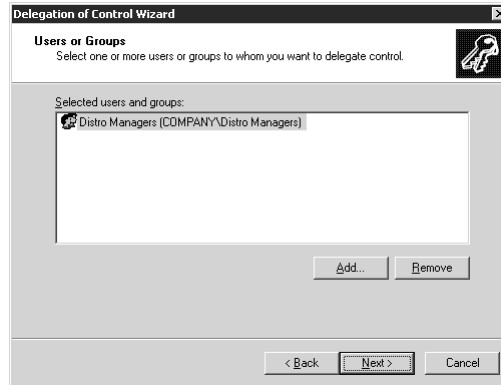 Delegation of Control Wizard
Users or Groups
Select one or more users or groups to whom you want to delegate control.
Selected users and groups:
Distro Managers (COMPANY\Distro Managers)
Add...
Remove
< Back
Next >
Cancel